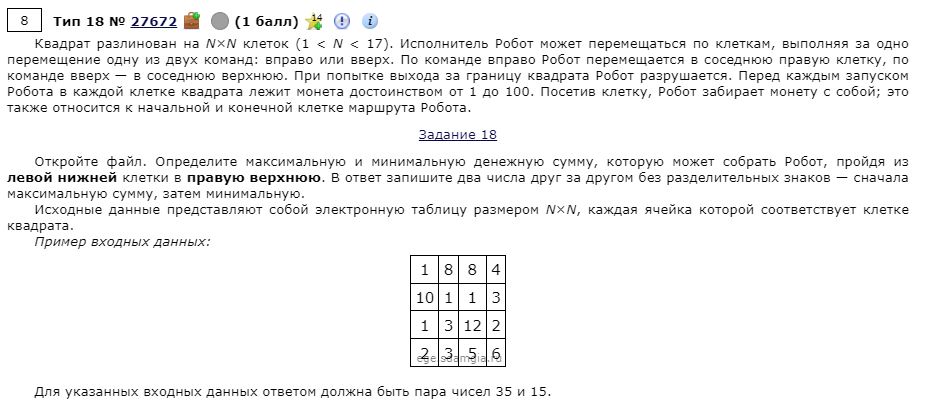 8 Тип 18 № 27672 14 (1 балл) ! i
Квадрат разлинован на N×N клеток (1 < N < 17). Исполнитель Робот может перемещаться по клеткам, выполняя за одно
перемещение одну из двух команд: вправо или вверх. По команде вправо Робот перемещается в соседнюю правую клетку, по
команде вверх — в соседнюю верхнюю. При попытке выхода за границу квадрата Робот разрушается. Перед каждым запуском
Робота в каждой клетке квадрата лежит монета достоинством от 1 до 100. Посетив клетку, Робот забирает монету с собой; это
также относится к начальной и конечной клетке маршрута Робота.
Задание 18
Откройте файл. Определите максимальную и минимальную денежную сумму, которую может собрать Робот, пройдя из
левой нижней клетки в правую верхнюю. В ответ запишите два числа друг за другом без разделительных знаков — сначала
максимальную сумму, затем минимальную.
Исходные данные представляют собой электронную таблицу размером N×N, каждая ячейка которой соответствует клетке
квадрата.
Пример входных данных:
1 8 8 4
10 1 1 3
1 3 12 2
2 3 5 6
ege.sdamgia.ru
Для указанных входных данных ответом должна быть пара чисел 35 и 15.